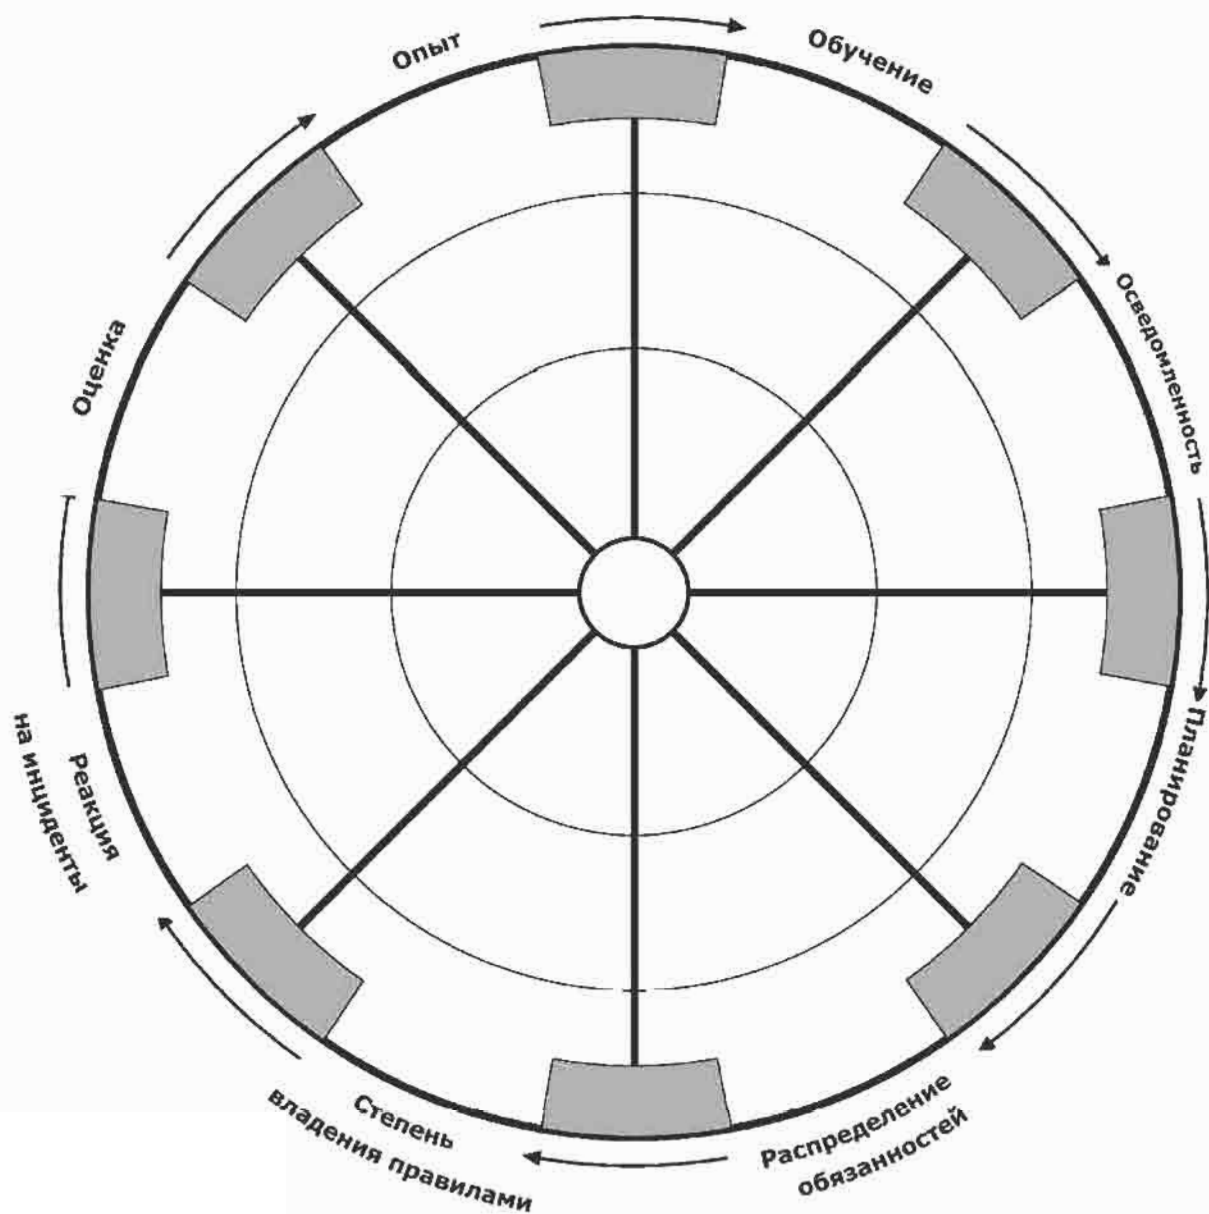 Опыт
Обучение
Осведомленность
Планирование
Распределение
обязанностей
Степень
владения правилами
Реакция
на инциденты
Оценка